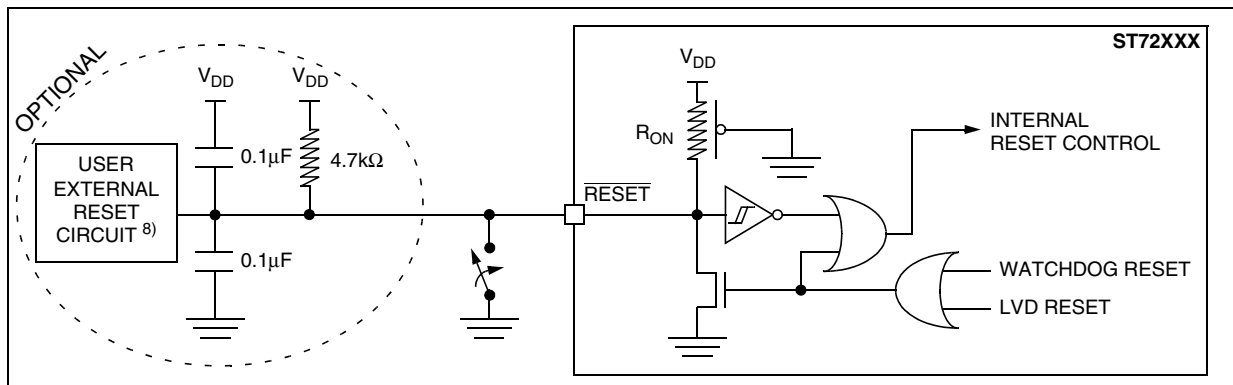 OPTIONAL
V_DD
V_DD
0.1μF
4.7kΩ
USER
EXTERNAL
RESET
CIRCUIT 8)
0.1μF
RESET
ST72XXX
V_DD
R_ON
INTERNAL
RESET CONTROL
WATCHDOG RESET
LVD RESET